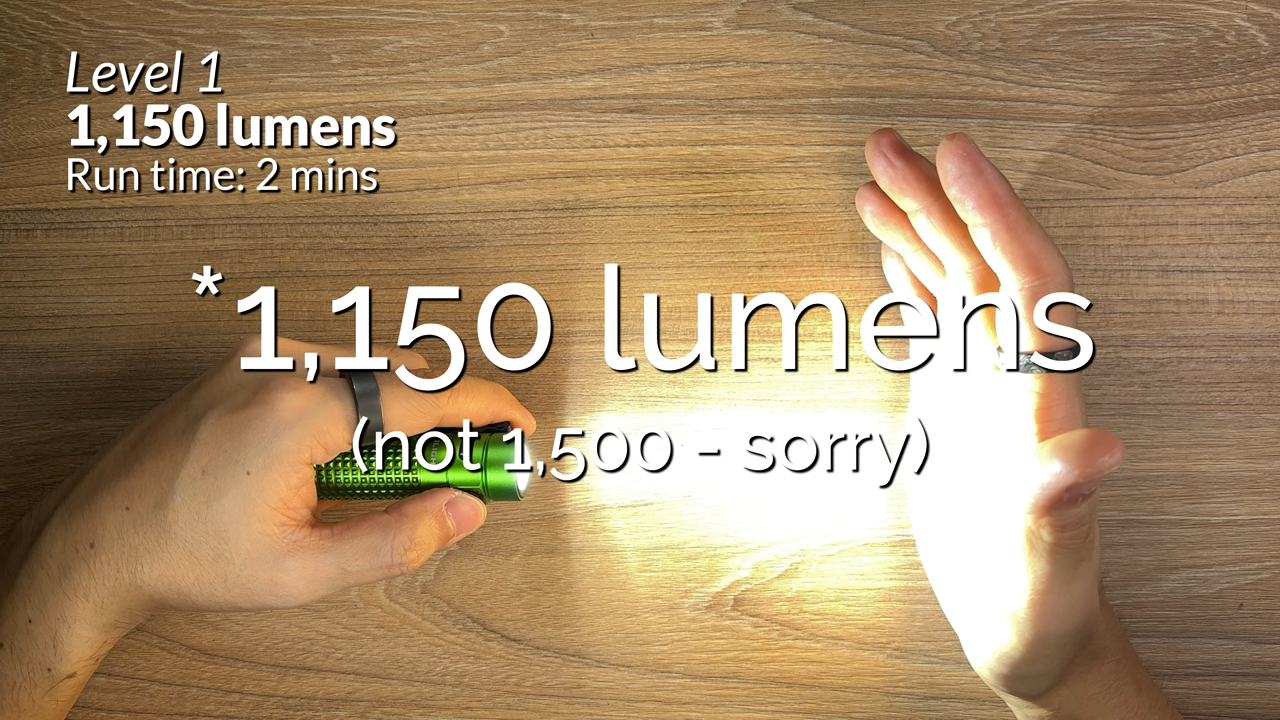 Level 1
1,150 lumens
Run time: 2 mins
*1,150 lumens
(not 1,500 - sorry)